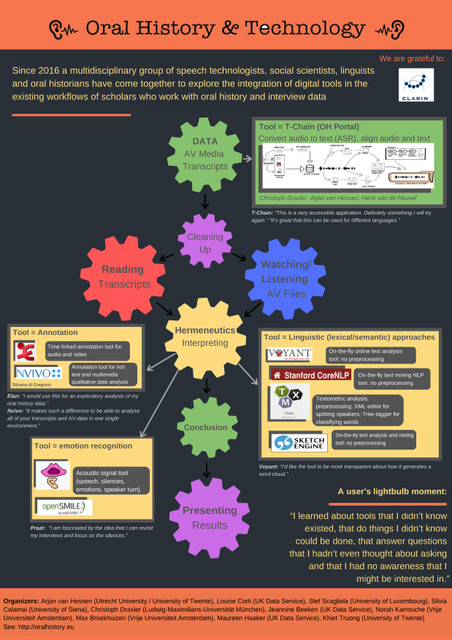 Oral History & Technology
We are grateful to:
Since 2016 a multidisciplinary group of speech technologists, social scientists, linguists
and oral historians have come together to explore the integration of digital tools in the
existing workflows of scholars who work with oral history and interview data
CLARIN
DATA
AV Media
Transcripts
Tool = T-Chain (OH Portal)
Convert audio to text (ASR), align audio and text
Christoph Draxler, Arjan van Hessen, Henk van de Heuvel
T-Chain: "This is a very accessible application. Definitely something I will try
again." "It's great that this can be used for different languages."
Cleaning
Up
Reading
Transcripts
Watching/
Listening
AV Files
Hermeneutics
Interpreting
Tool = Annotation
Time linked annotation tool for
audio and video
NVIVO
Annotation tool for rich
text and multimedia
qualitative data analysis
Silvana di Gregorio
Elan: "I would use this for an exploratory analysis of my
oral history data."
Nvivo: "It makes such a difference to be able to analyse
all of your transcripts and AV-data in one single
environment."
Tool = Linguistic (lexical/semantic) approaches
VOYANT
On-the-fly online text analysis
tool; no preprocessing
Stanford CoreNLP
On-the-fly text mining NLP
tool; no preprocessing
TXM
Textometric analysis.
preprocessing. XML editor for
splitting speakers; Tree-tagger for
classifying words
SKETCH
ENGINE
On-the-fly text analysis and mining
tool: no preprocessing
Voyant: "I'd like the tool to be more transparent about how it generates a
word cloud."
Conclusion
Tool = emotion recognition
Acoustic signal tool
(speech, silences,
emotions, speaker turn)
openSMILE
Praat: "I am fascinated by the idea that I can revisit
my interviews and focus on the silences."
Presenting
Results
A user's lightbulb moment:
"I learned about tools that I didn't know
existed, that do things I didn't know
could be done, that answer questions
that I hadn't even thought about asking
and that I had no awareness that I
might be interested in."
Organizers: Arjan van Hessen (Utrecht University / University of Twente), Louise Corti (UK Data Service), Stef Scagliola (University of Luxembourg), Silvia
Calamai (University of Siena), Christoph Draxler (Ludwig-Maximilians-Universität München), Jeannine Beeken (UK Data Service), Norah Karrouche (Vrije
Universiteit Amsterdam), Max Broekhuizen (Vrije Universiteit Amsterdam), Maureen Haaker (UK Data Service), Khiet Truong (University of Twente)
See: http://oralhistory.eu